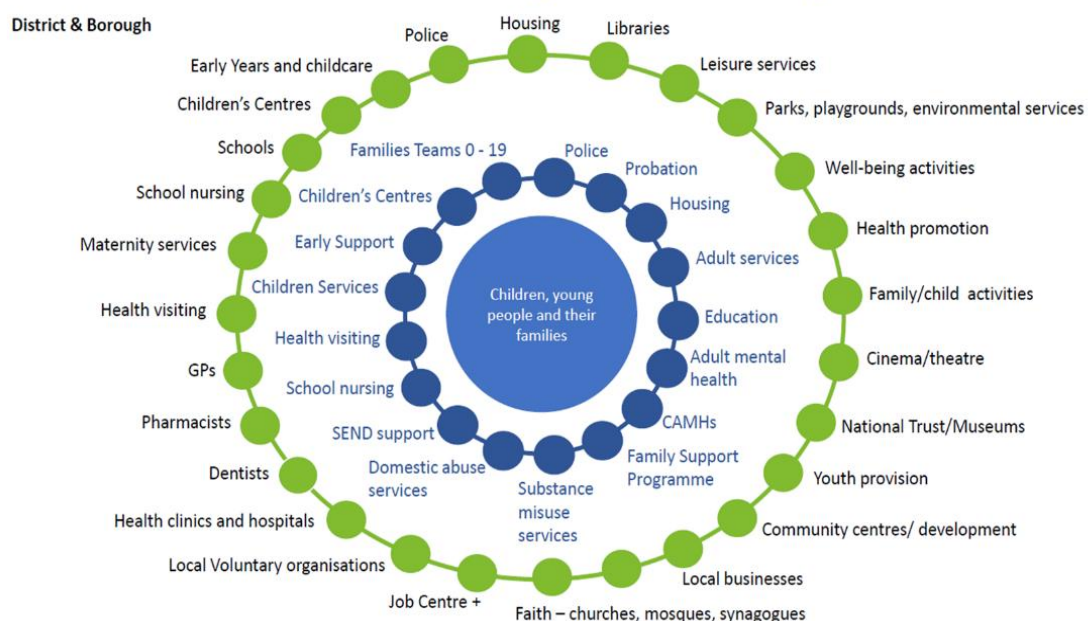 District & Borough
Housing
Libraries
Police
Leisure services
Early Years and childcare
Parks, playgrounds, environmental services
Children’s Centres
Schools
Well-being activities
School nursing
Health promotion
Maternity services
Family/child activities
Health visiting
Cinema/theatre
GPs
National Trust/Museums
Pharmacists
Youth provision
Dentists
Community centres/ development
Health clinics and hospitals
Local businesses
Local Voluntary organisations
Job Centre +
Faith – churches, mosques, synagogues
Families Teams 0 - 19
Police
Probation
Children’s Centres
Housing
Early Support
Adult services
Children Services
Education
Health visiting
Adult mental
health
School nursing
CAMHs
SEND support
Family Support
Programme
Domestic abuse
services
Substance
misuse
services
Children, young
people and their
families